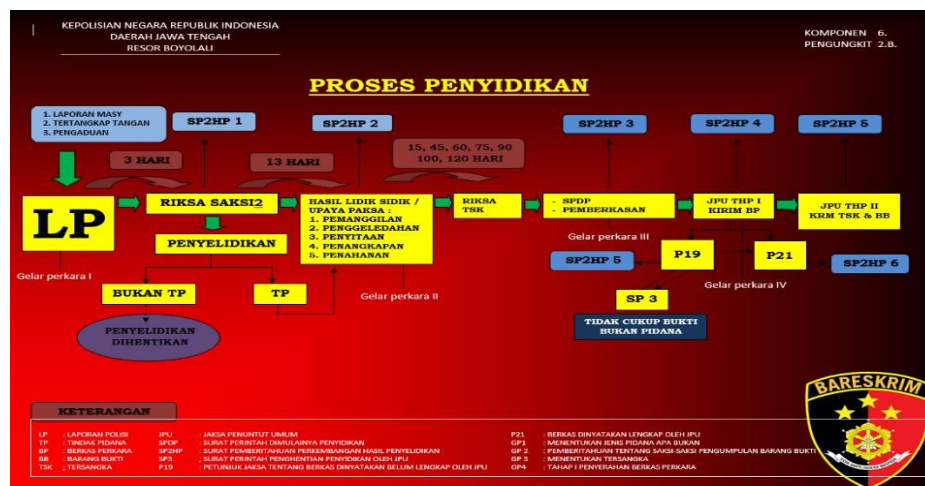 KEPOLISIAN NEGARA REPUBLIK INDONESIA
DAERAH JAWA TENGAH
RESOR BOYOLALI
KOMPONEN 6.
PENGUNGKIT 2.B.
PROSES PENYIDIKAN
1. LAPORAN MASY
2. TERTANGKAP TANGAN
3. PENGADUAN
SP2HP 1
SP2HP 2
SP2HP 3
SP2HP 4
SP2HP 5
3 HARI
13 HARI
15, 45, 60, 75, 90
100, 120 HARI
LP
RIKSA SAKSI2
HASIL LIDIK SIDIK /
UPAYA PAKSA :
1. PEMANGGILAN
2. PENGGELEDAHAN
3. PENYITAAN
4. PENANGKAPAN
5. PENAHANAN
RIKSA
TSK
- SPDP
- PEMBERKASAN
JPU THP I
KIRIM BP
JPU THP II
KRM TSK & BB
PENYELIDIKAN
Gelar perkara I
Gelar perkara III
SP2HP 5
P19
P21
SP2HP 6
BUKAN TP
TP
Gelar perkara II
Gelar perkara IV
SP 3
PENYELIDIKAN
DIHENTIKAN
TIDAK CUKUP BUKTI
BUKAN PIDANA
BARESKRIM
KETERANGAN
LP : LAPORAN POLISI
TP : TINDAK PIDANA
BP : BERKAS PERKARA
BB : BARANG BUKTI
TSK : TERSANGKA
JPU : JAKSA PENUNTUT UMUM
SPDP : SURAT PERINTAH DIMULAINYA PENYIDIKAN
SP2HP : SURAT PEMBERITAHUAN PERKEMBANGAN HASIL PENYELIDIKAN
SP3 : SURAT PERINTAH PENGHENTIAN PENYIDIKAN OLEH JPU
P19 : PETUNJUK JAKSA TENTANG BERKAS DINYATAKAN BELUM LENGKAP OLEH JPU
P21 : BERKAS DINYATAKAN LENGKAP OLEH JPU
GP1 : MENENTUKAN JENIS PIDANA APA BUKAN
GP 2 : PEMBERITAHUAN TENTANG SAKSI-SAKSI PENGUMPULAN BARANG BUKTI
GP 3 : MENENTUKAN TERSANGKA
GP4 : TAHAP I PENYERAHAN BERKAS PERKARA